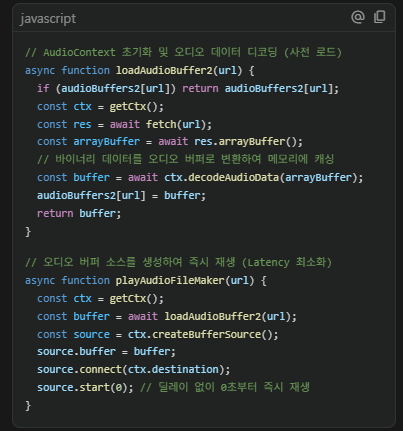 javascript
// AudioContext 초기화 및 오디오 데이터 디코딩 (사전 로드)
async function loadAudioBuffer2(url) {
  if (audioBuffers2[url]) return audioBuffers2[url];
  const ctx = getCtx();
  const res = await fetch(url);
  const arrayBuffer = await res.arrayBuffer();
  // 바이너리 데이터를 오디오 버퍼로 변환하여 메모리에 캐싱
  const buffer = await ctx.decodeAudioData(arrayBuffer);
  audioBuffers2[url] = buffer;
  return buffer;
}

// 오디오 버퍼 소스를 생성하여 즉시 재생 (Latency 최소화)
async function playAudioFileMaker(url) {
  const ctx = getCtx();
  const buffer = await loadAudioBuffer2(url);
  const source = ctx.createBufferSource();
  source.buffer = buffer;
  source.connect(ctx.destination);
  source.start(0); // 딜레이 없이 0초부터 즉시 재생
}